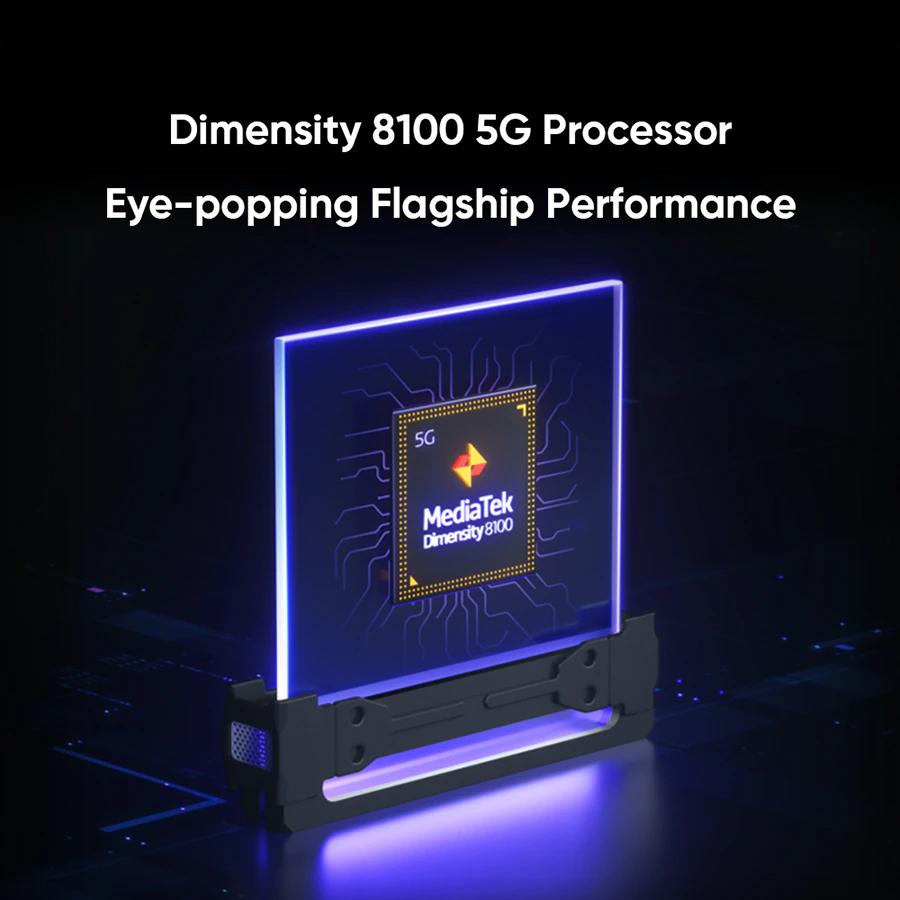 Dimensity 8100 5G Processor
Eye-popping Flagship Performance
5G
MediaTek
Dimensity 8100